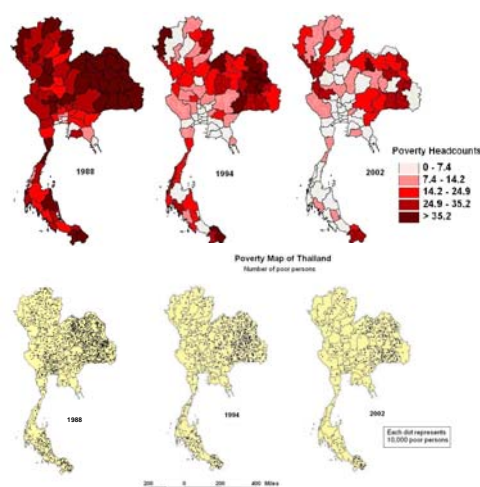 1988
1994
2002
Poverty Headcounts
0 - 7.4
7.4 - 14.2
14.2 - 24.9
24.9 - 35.2
> 35.2
Poverty Map of Thailand
Number of poor persons
1988
1994
2002
Each dot represents
10,000 poor persons
200 0 200 400 Miles